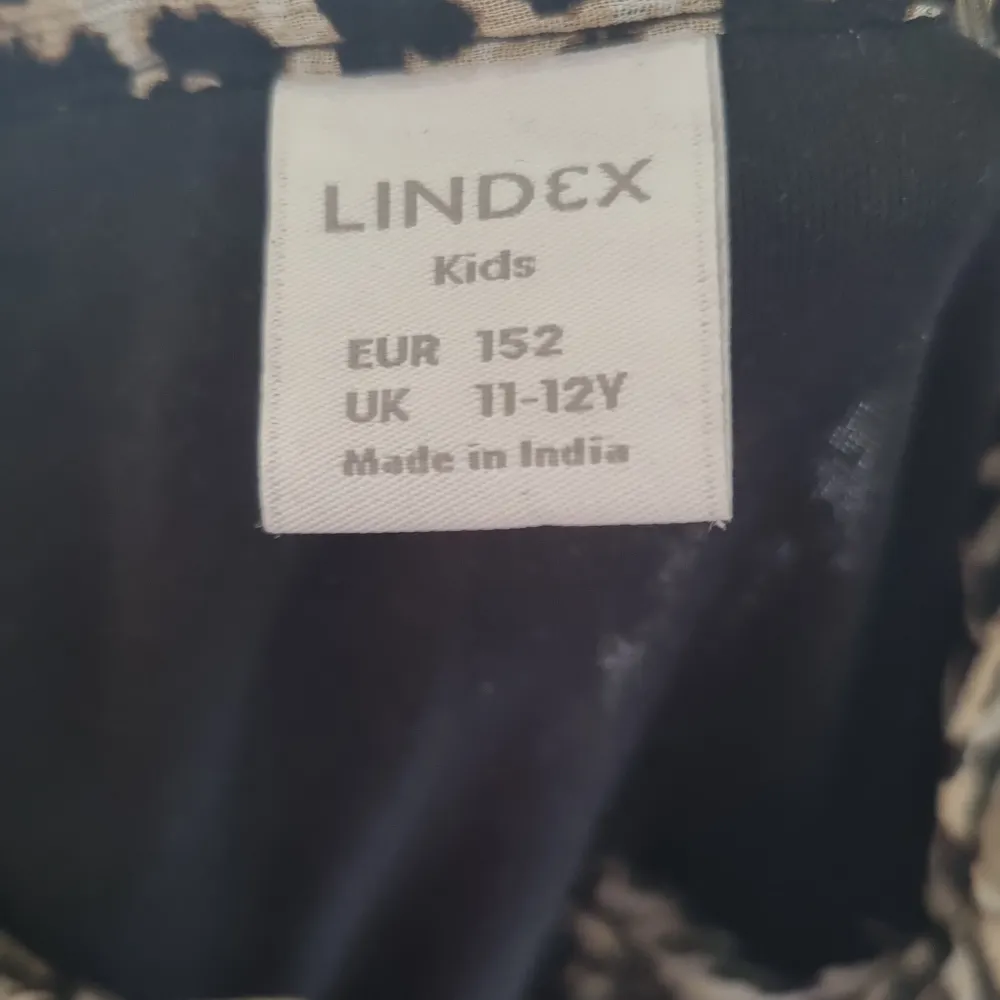 LINDEX
Kids
EUR 152
UK 11-12Y
Made in India